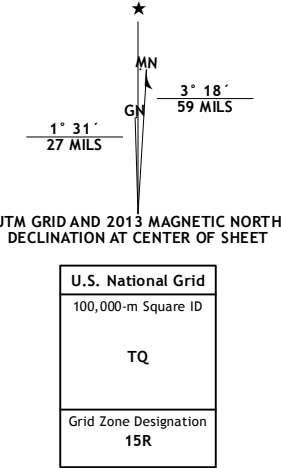 MN
3° 18´
59 MILS
GN
1° 31´
27 MILS
UTM GRID AND 2013 MAGNETIC NORTH
DECLINATION AT CENTER OF SHEET
U.S. National Grid
100,000-m Square ID
TQ
Grid Zone Designation
15R